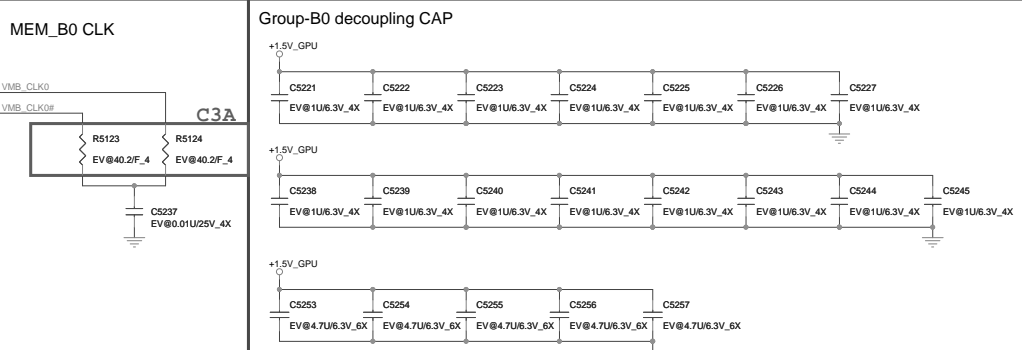 MEM_B0 CLK
VMB_CLK0
VMB_CLK0#
C3A
R5123
EV@40.2/F_4
R5124
EV@40.2/F_4
C5237
EV@0.01U/25V_4X
Group-B0 decoupling CAP
+1.5V_GPU
C5221 C5222 C5223 C5224 C5225 C5226 C5227
EV@1U/6.3V_4X EV@1U/6.3V_4X EV@1U/6.3V_4X EV@1U/6.3V_4X EV@1U/6.3V_4X EV@1U/6.3V_4X EV@1U/6.3V_4X
+1.5V_GPU
C5238 C5239 C5240 C5241 C5242 C5243 C5244 C5245
EV@1U/6.3V_4X EV@1U/6.3V_4X EV@1U/6.3V_4X EV@1U/6.3V_4X EV@1U/6.3V_4X EV@1U/6.3V_4X EV@1U/6.3V_4X EV@1U/6.3V_4X
+1.5V_GPU
C5253 C5254 C5255 C5256 C5257
EV@4.7U/6.3V_6X EV@4.7U/6.3V_6X EV@4.7U/6.3V_6X EV@4.7U/6.3V_6X EV@4.7U/6.3V_6X